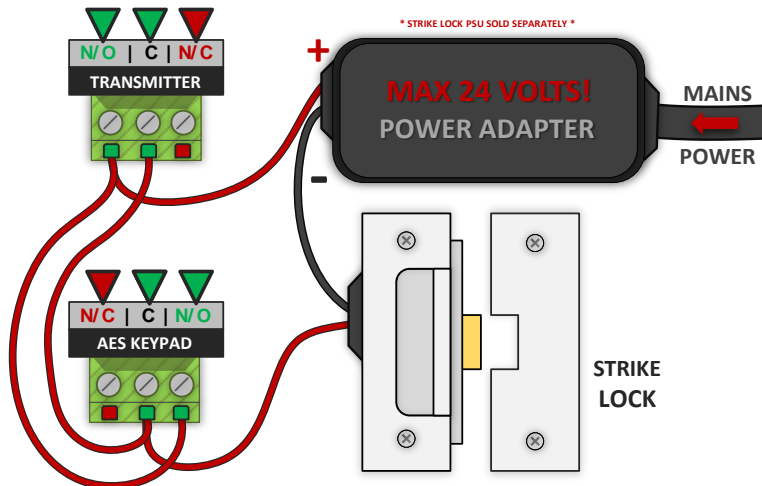 * STRIKE LOCK PSU SOLD SEPARATELY *
N/O | C | N/C
TRANSMITTER
+
MAX 24 VOLTS!
POWER ADAPTER
MAINS
POWER
-
N/C | C | N/O
AES KEYPAD
STRIKE
LOCK